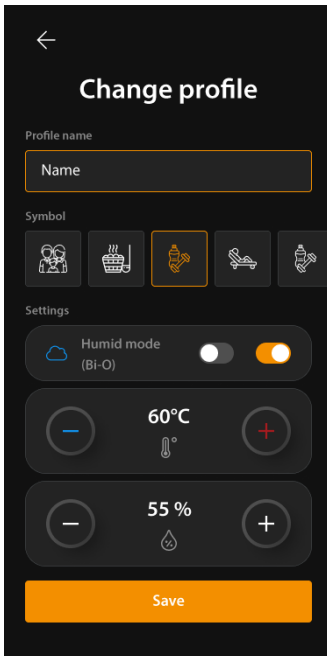 Change profile
Profile name
Name
Symbol
Settings
Humid mode
(Bi-O)
60°C
55 %
Save